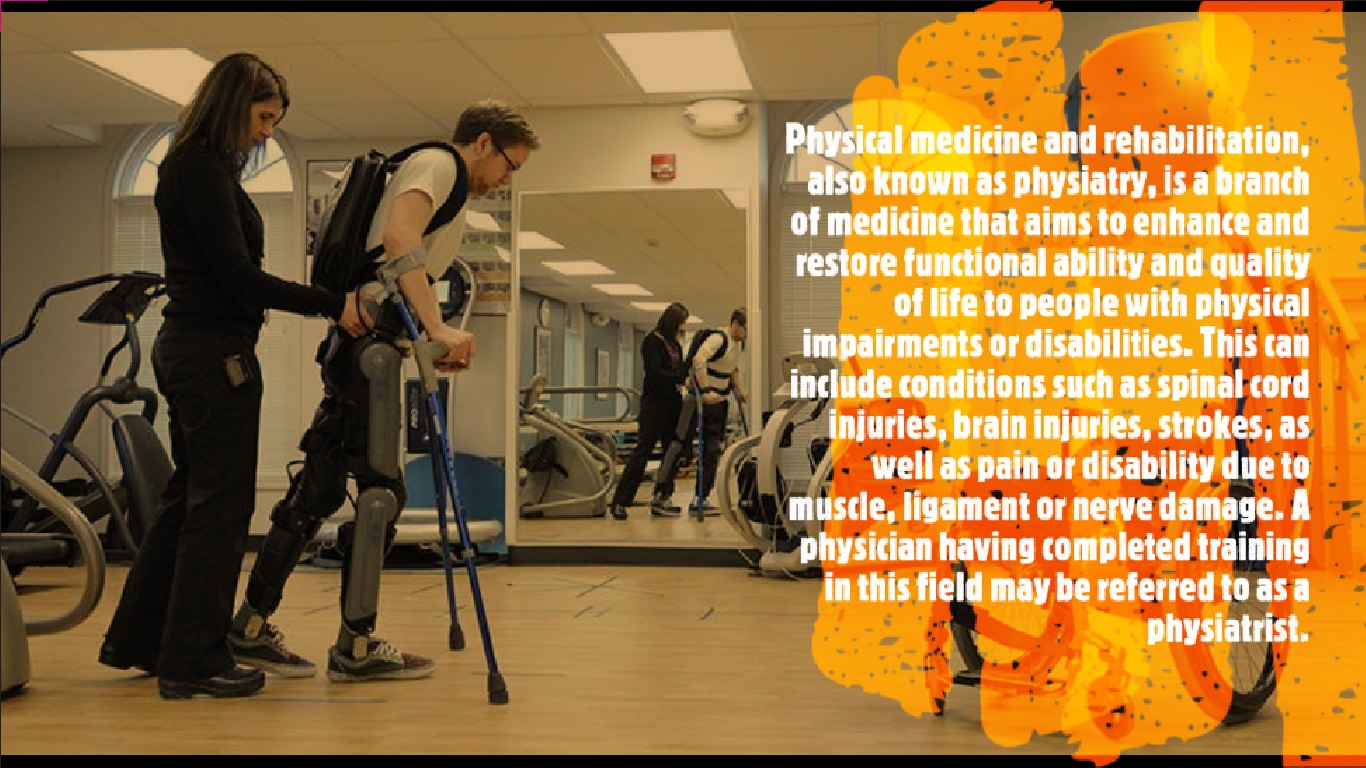 Physical medicine and rehabilitation,
also known as physiatry, is a branch
of medicine that aims to enhance and
restore functional ability and quality
of life to people with physical
impairments or disabilities. This can
include conditions such as spinal cord
injuries, brain injuries, strokes, as
well as pain or disability due to
muscle, ligament or nerve damage. A
physician having completed training
in this field may be referred to as a
physiatrist.